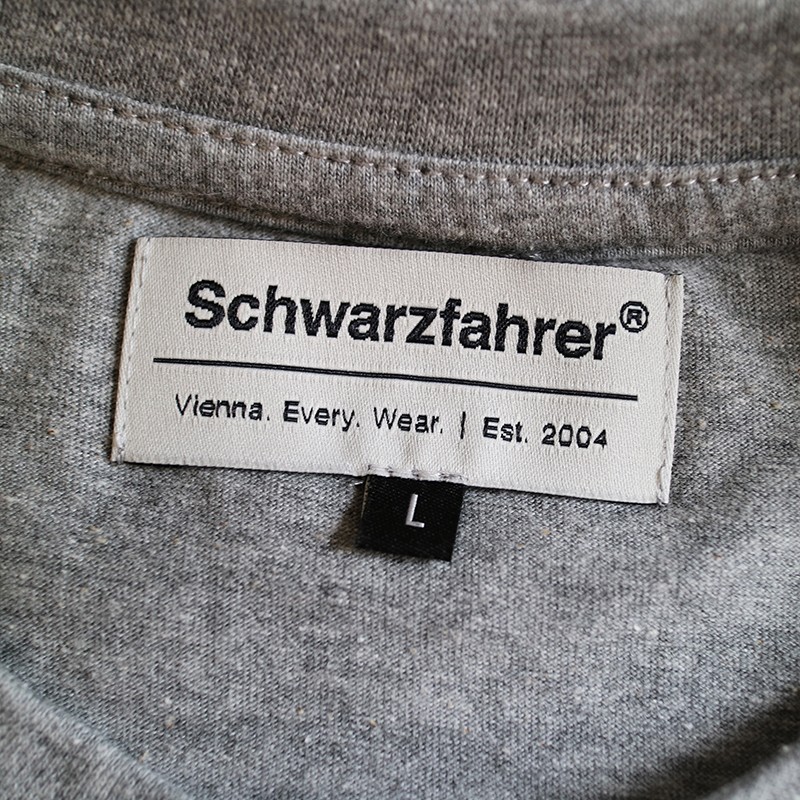 Schwarzfahrer®
Vienna. Every. Wear. | Est. 2004
L